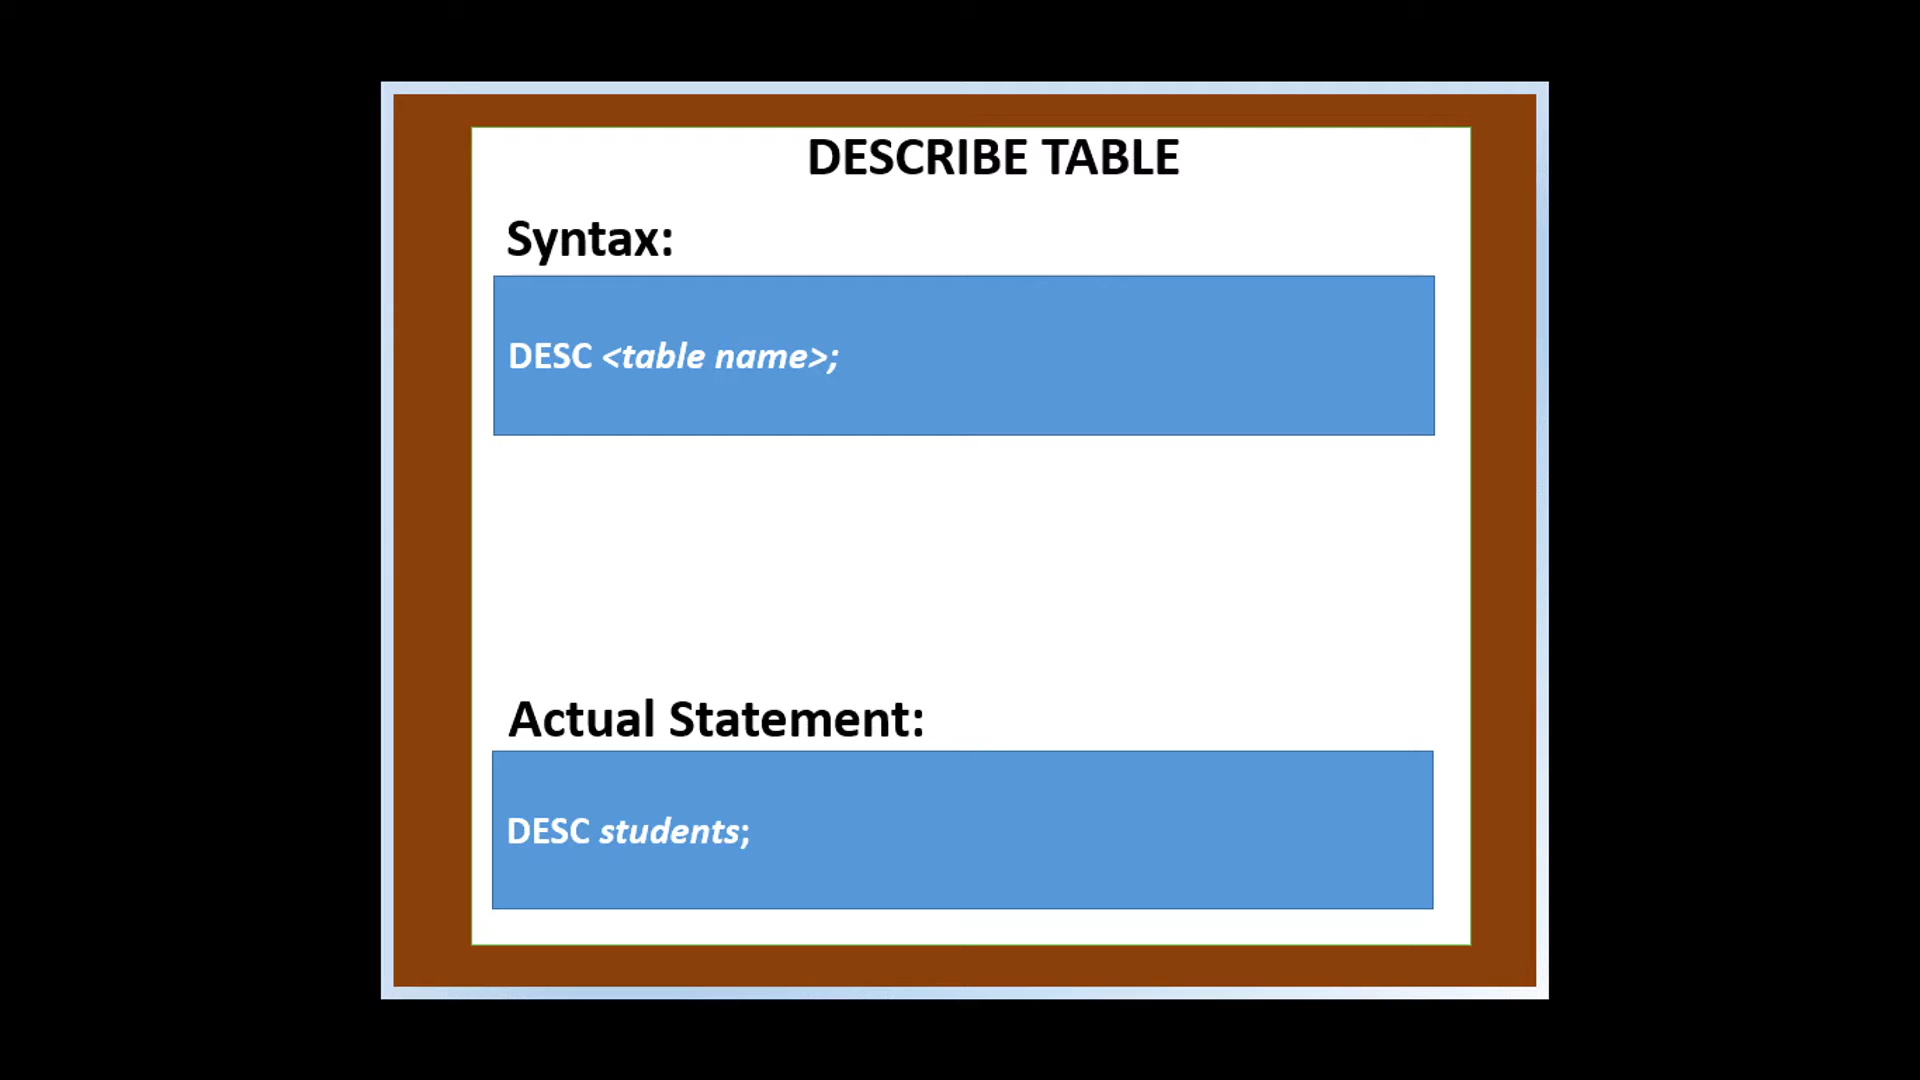 DESCRIBE TABLE
Syntax:
DESC <table name>;
Actual Statement:
DESC students;